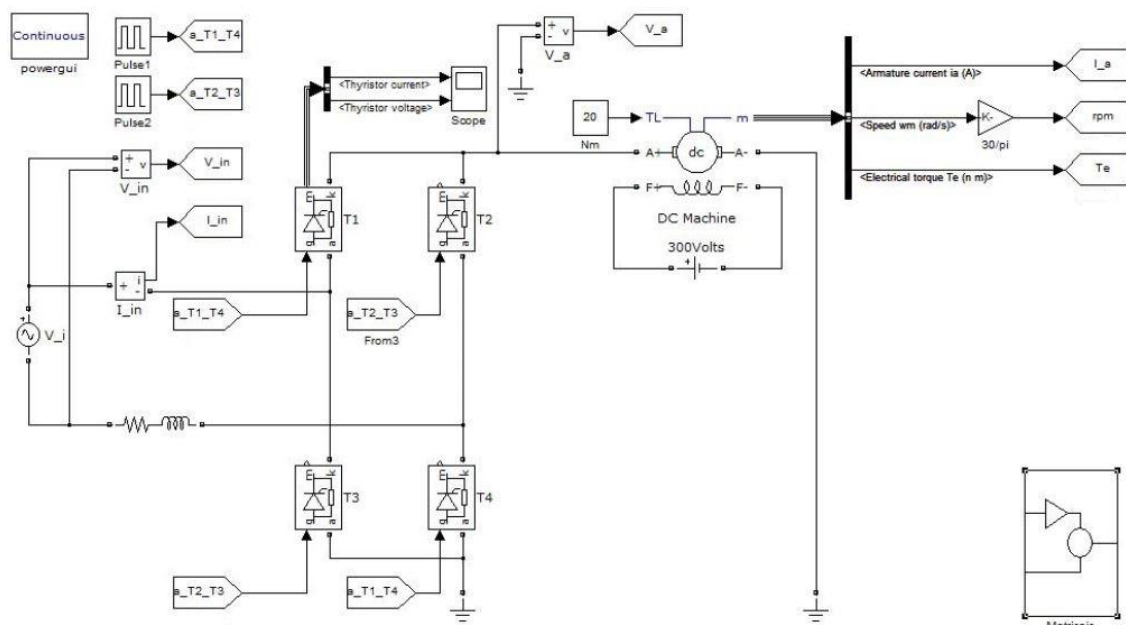 Continuous
powergui
Pulse1
a_T1_T4
Pulse2
a_T2_T3
+
-
v
V_in
V_in
I_in
+
i
-
I_in
V_i
+
<Thyristor current>
<Thyristor voltage>
Scope
+
-
v
V_a
V_a
20
Nm
TL
m
dc
A+
A-
F+
F-
DC Machine
300Volts
+
<Armature current ia (A)>
<Speed wm (rad/s)>
<Electrical torque Te (n m)>
K-
30/pi
I_a
rpm
Te
m
k
g
a
T1
m
k
g
a
T2
a_T1_T4
a_T2_T3
From3
m
k
g
a
T3
m
k
g
a
T4
a_T2_T3
a_T1_T4